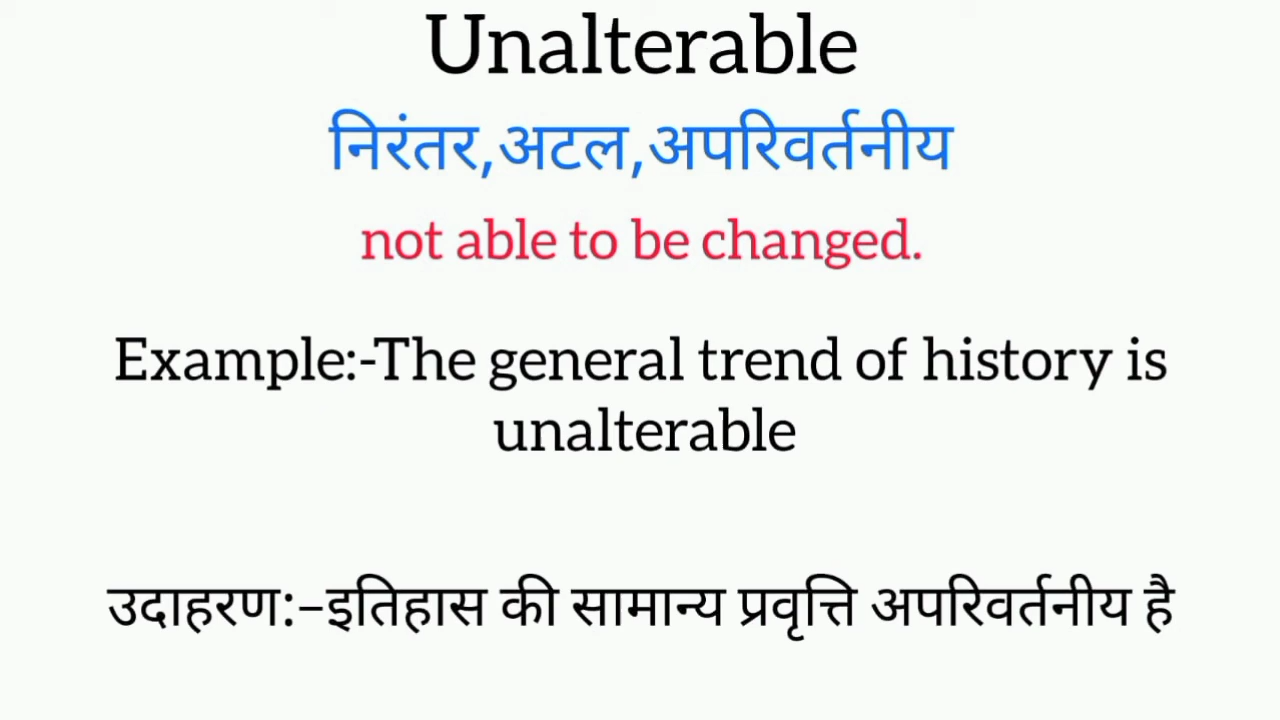 Unalterable
निरंतर,अटल,अपरिवर्तनीय
not able to be changed.
Example:-The general trend of history is
unalterable
उदाहरण:–इतिहास की सामान्य प्रवृत्ति अपरिवर्तनीय है